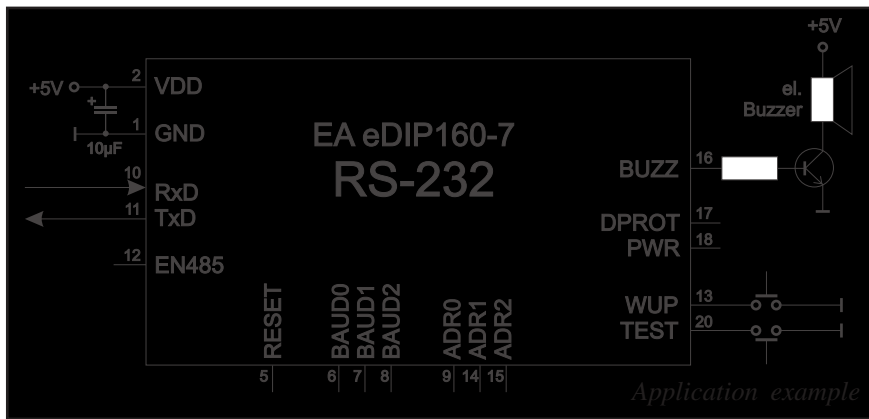 +5V
2
VDD
+5V
el.
Buzzer
+
1
GND
10µF
EA eDIP160-7
RS-232
10
RxD
11
TxD
12
EN485
BUZZ
16
DPROT
17
PWR
18
WUP
13
TEST
20
RESET
BAUD0
BAUD1
BAUD2
ADR0
ADR1
ADR2
5
6
7
8
9
14
15
Application example